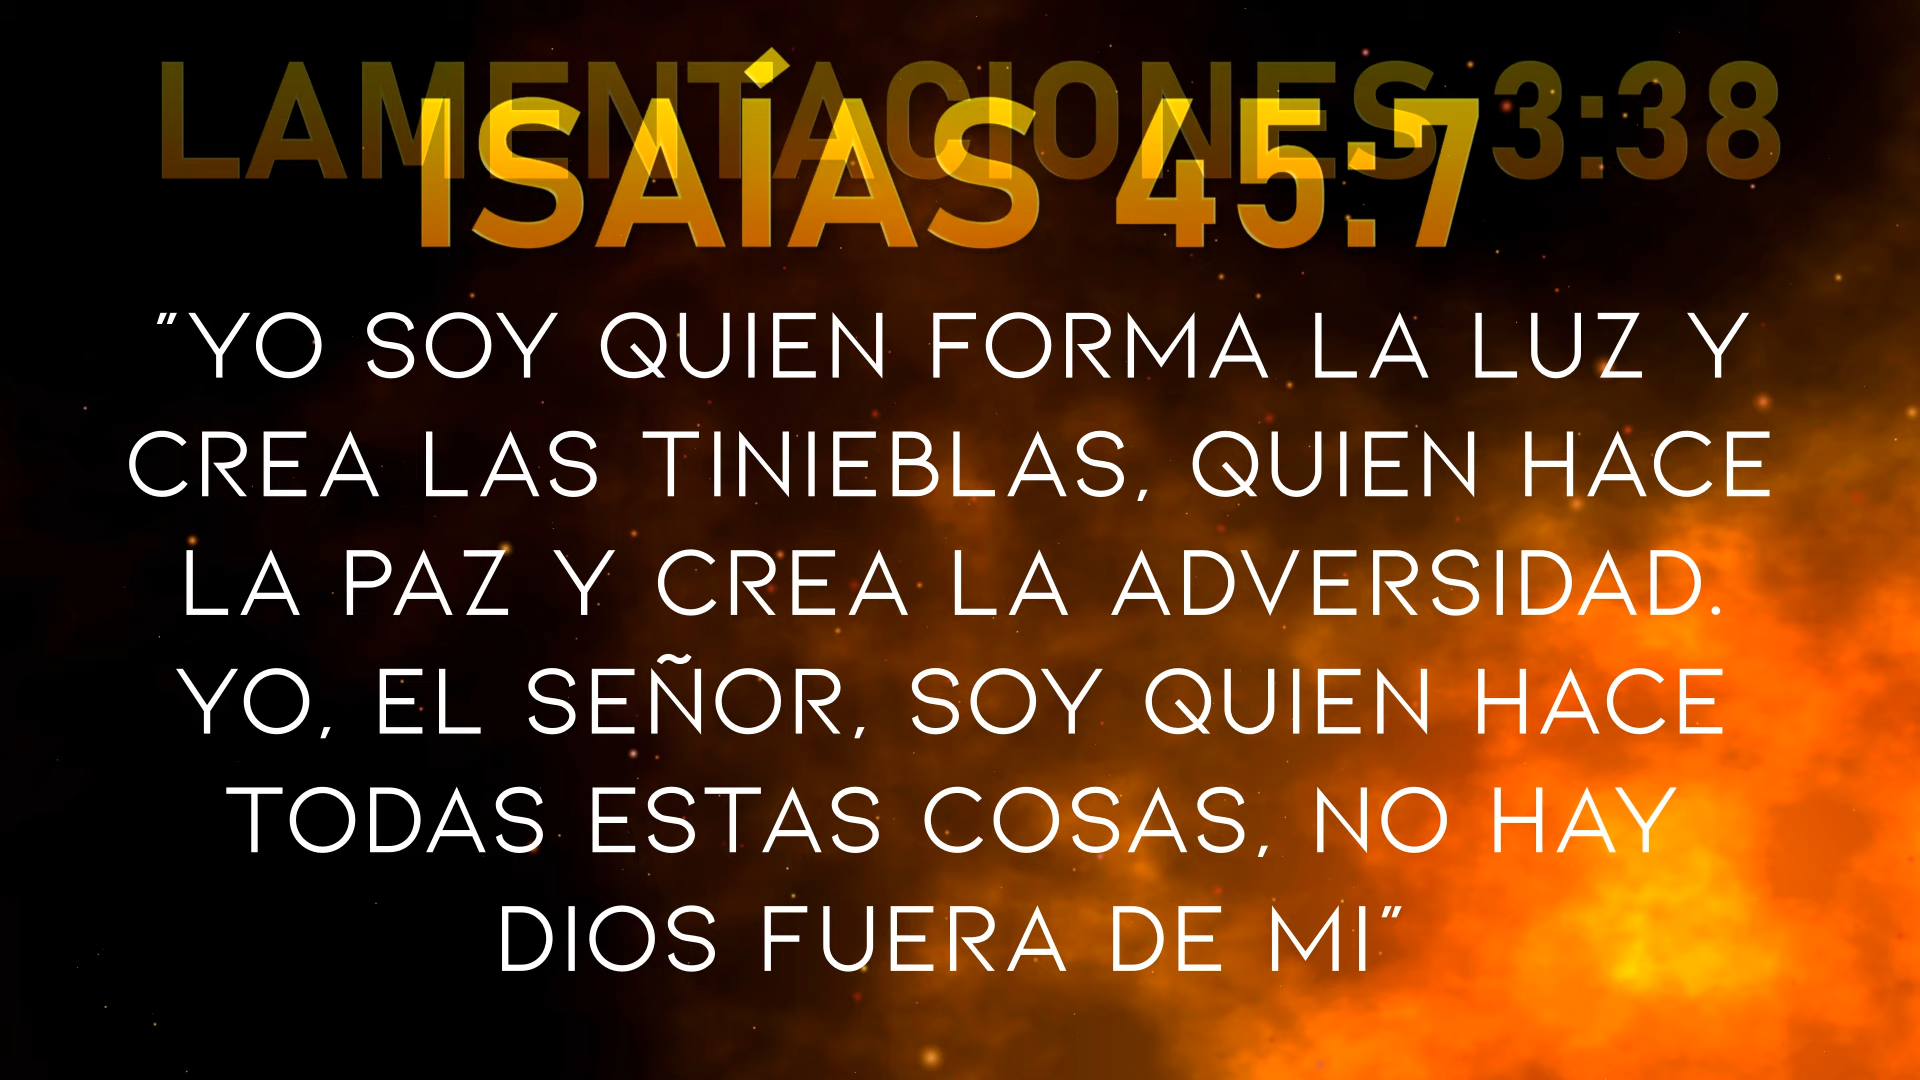 LAMENTACIONES 3:38
ISAÍAS 45:7
"YO SOY QUIEN FORMA LA LUZ Y
CREA LAS TINIEBLAS, QUIEN HACE
LA PAZ Y CREA LA ADVERSIDAD.
YO, EL SEÑOR, SOY QUIEN HACE
TODAS ESTAS COSAS, NO HAY
DIOS FUERA DE MI"